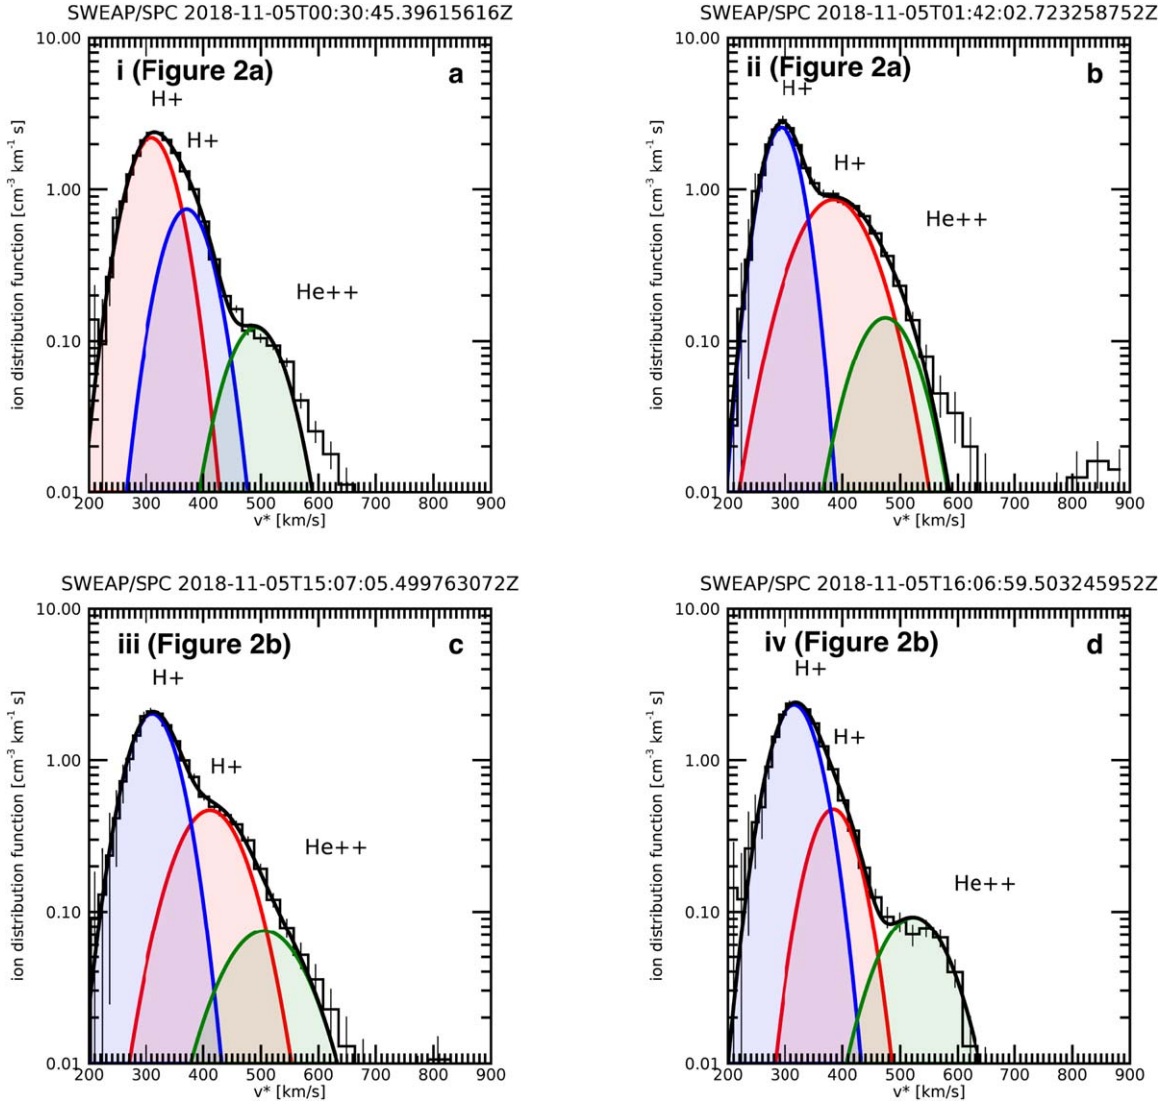 SWEAP/SPC 2018-11-05T00:30:45.39615616Z
10.00
i (Figure 2a)
a
H+
H+
He++
1.00
0.10
0.01
ion distribution function [cm⁻³ km⁻¹ s]
200 300 400 500 600 700 800 900
v* [km/s]
SWEAP/SPC 2018-11-05T01:42:02.723258752Z
10.00
ii (Figure 2a)
b
H+
H+
He++
1.00
0.10
0.01
ion distribution function [cm⁻³ km⁻¹ s]
200 300 400 500 600 700 800 900
v* [km/s]
SWEAP/SPC 2018-11-05T15:07:05.499763072Z
10.00
iii (Figure 2b)
c
H+
H+
He++
1.00
0.10
0.01
ion distribution function [cm⁻³ km⁻¹ s]
200 300 400 500 600 700 800 900
v* [km/s]
SWEAP/SPC 2018-11-05T16:06:59.503245952Z
10.00
iv (Figure 2b)
d
H+
H+
He++
1.00
0.10
0.01
ion distribution function [cm⁻³ km⁻¹ s]
200 300 400 500 600 700 800 900
v* [km/s]